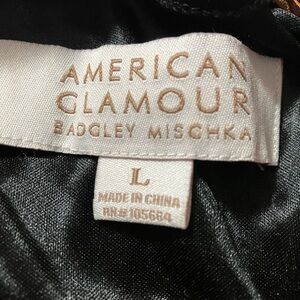 AMERICAN
GLAMOUR
BADGLEY MISCHKA
L
MADE IN CHINA
RN# 105664